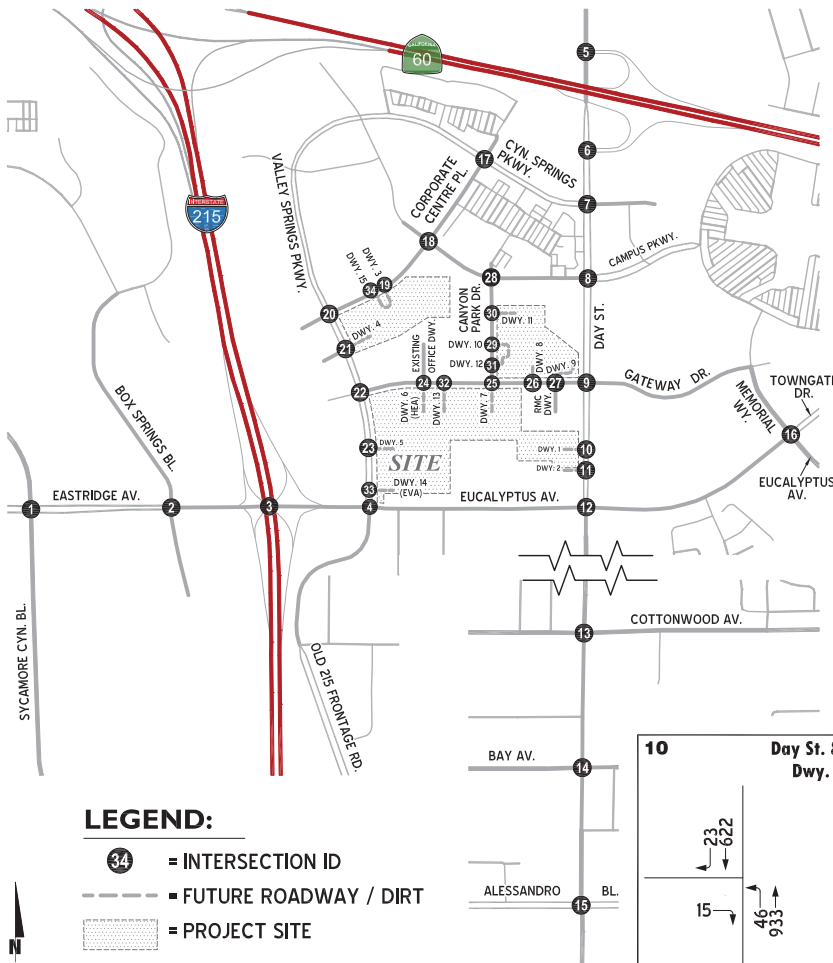 CALIFORNIA
60
5
6
CYN. SPRINGS
PKWY.
17
7
INTERSTATE
215
VALLEY SPRINGS PKWY.
CORPORATE
CENTRE PL.
18
CAMPUS PKWY.
DWY. 3
DWY. 15
34
19
28
8
20
CANYON
PARK DR.
30
DWY. 11
DAY ST.
DWY. 4
21
DWY. 10
29
DWY. 8
EXISTING
OFFICE DWY.
DWY. 12
31
DWY. 9
GATEWAY DR.
22
24
32
25
26
27
9
MEMORIAL
WY.
TOWNGATE
DR.
DWY. 6
(HEA)
DWY. 13
DWY. 7
RMC
DWY.
BOX SPRINGS BL.
16
23
DWY. 5
SITE
DWY. 1
10
DWY. 2
11
EUCALYPTUS
AV.
33
DWY. 14
(EVA)
EASTRIDGE AV.
EUCALYPTUS AV.
1
2
3
4
12
SYCAMORE CYN. BL.
OLD 215 FRONTAGE RD.
COTTONWOOD AV.
13
BAY AV.
14
10
Day St. &
Dwy.
23
622
15
46
933
ALESSANDRO
BL.
15
LEGEND:
34 = INTERSECTION ID
= FUTURE ROADWAY / DIRT
= PROJECT SITE
N